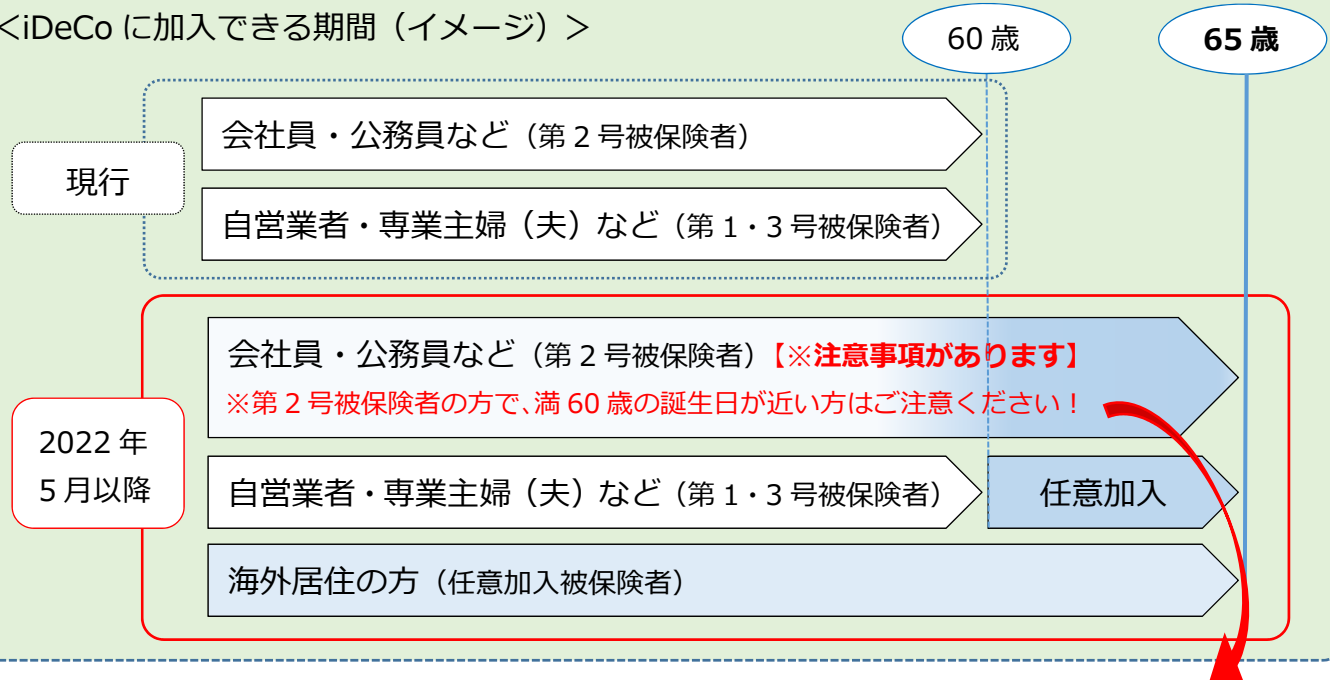 <iDeCo に加入できる期間（イメージ）＞
60 歳
65 歳
現行
会社員・公務員など（第 2 号被保険者）
自営業者・専業主婦（夫）など（第 1・3 号被保険者）
2022 年
5 月以降
会社員・公務員など（第 2 号被保険者）【※注意事項があります】
※第 2 号被保険者の方で、満 60 歳の誕生日が近い方はご注意ください！
自営業者・専業主婦（夫）など（第 1・3 号被保険者）
任意加入
海外居住の方（任意加入被保険者）